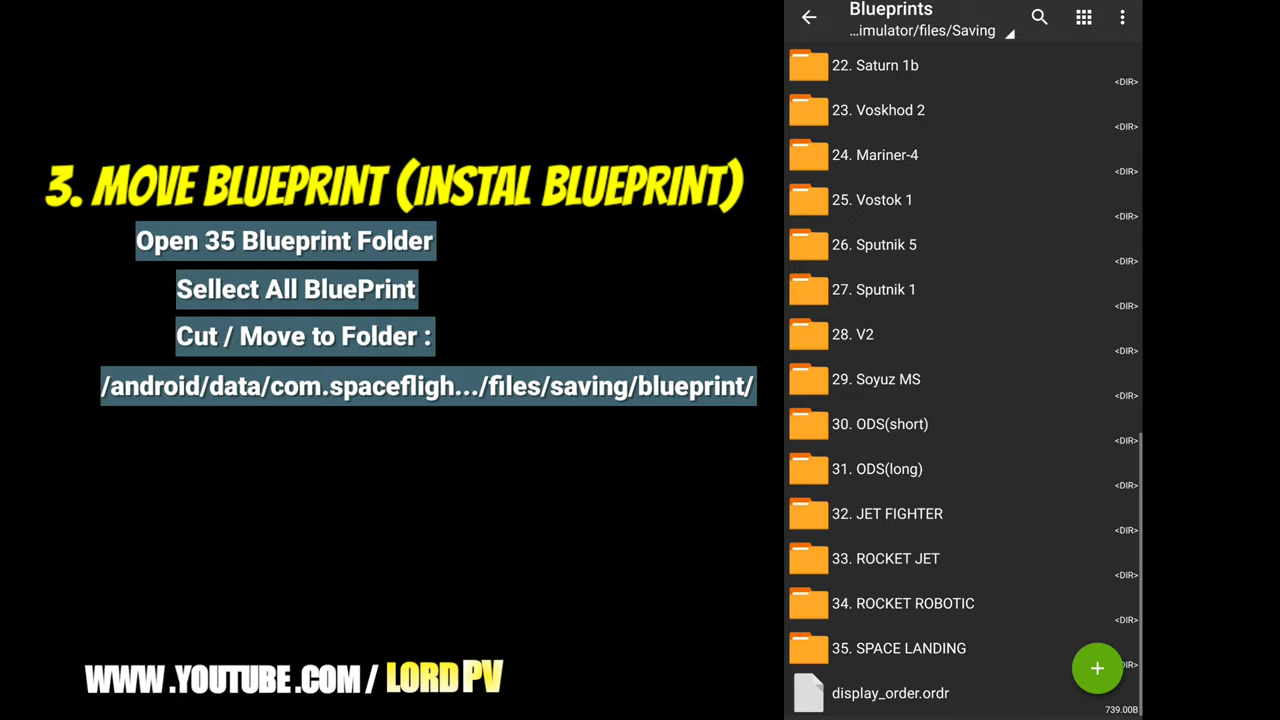 3. MOVE BLUEPRINT (INSTAL BLUEPRINT)
Open 35 Blueprint Folder
Sellect All BluePrint
Cut / Move to Folder :
/android/data/com.spacefligh.../files/saving/blueprint/
WWW.YOUTUBE.COM / LORD PV
Blueprints
...imulator/files/Saving
22. Saturn 1b
<DIR>
23. Voskhod 2
<DIR>
24. Mariner-4
<DIR>
25. Vostok 1
<DIR>
26. Sputnik 5
<DIR>
27. Sputnik 1
<DIR>
28. V2
<DIR>
29. Soyuz MS
<DIR>
30. ODS(short)
<DIR>
31. ODS(long)
<DIR>
32. JET FIGHTER
<DIR>
33. ROCKET JET
<DIR>
34. ROCKET ROBOTIC
<DIR>
35. SPACE LANDING
DIR>
display_order.ordr
739.00B